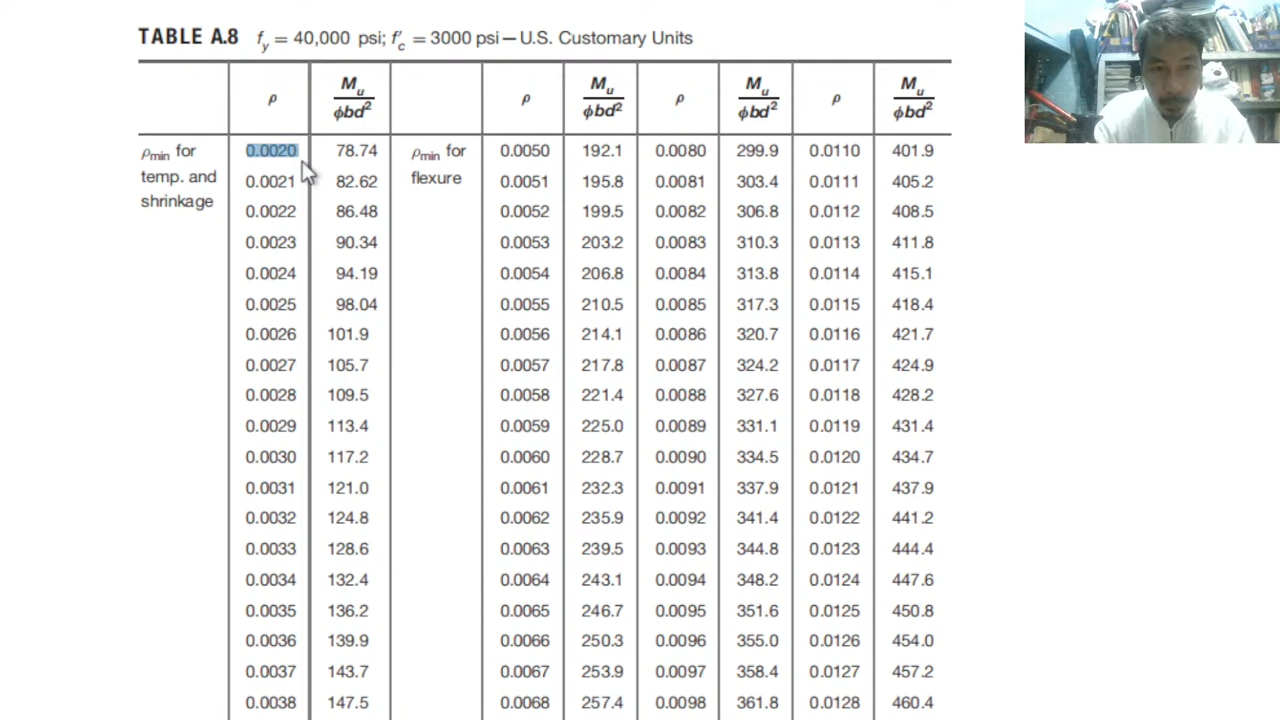 TABLE A.8 fy = 40,000 psi; f′c = 3000 psi—U.S. Customary Units
ρ Mu/ϕbd² ρ Mu/ϕbd² ρ Mu/ϕbd² ρ Mu/ϕbd²
ρmin for 0.0020 78.74 ρmin for 0.0050 192.1 0.0080 299.9 0.0110 401.9
temp. and 0.0021 82.62 flexure 0.0051 195.8 0.0081 303.4 0.0111 405.2
shrinkage 0.0022 86.48 0.0052 199.5 0.0082 306.8 0.0112 408.5
0.0023 90.34 0.0053 203.2 0.0083 310.3 0.0113 411.8
0.0024 94.19 0.0054 206.8 0.0084 313.8 0.0114 415.1
0.0025 98.04 0.0055 210.5 0.0085 317.3 0.0115 418.4
0.0026 101.9 0.0056 214.1 0.0086 320.7 0.0116 421.7
0.0027 105.7 0.0057 217.8 0.0087 324.2 0.0117 424.9
0.0028 109.5 0.0058 221.4 0.0088 327.6 0.0118 428.2
0.0029 113.4 0.0059 225.0 0.0089 331.1 0.0119 431.4
0.0030 117.2 0.0060 228.7 0.0090 334.5 0.0120 434.7
0.0031 121.0 0.0061 232.3 0.0091 337.9 0.0121 437.9
0.0032 124.8 0.0062 235.9 0.0092 341.4 0.0122 441.2
0.0033 128.6 0.0063 239.5 0.0093 344.8 0.0123 444.4
0.0034 132.4 0.0064 243.1 0.0094 348.2 0.0124 447.6
0.0035 136.2 0.0065 246.7 0.0095 351.6 0.0125 450.8
0.0036 139.9 0.0066 250.3 0.0096 355.0 0.0126 454.0
0.0037 143.7 0.0067 253.9 0.0097 358.4 0.0127 457.2
0.0038 147.5 0.0068 257.4 0.0098 361.8 0.0128 460.4